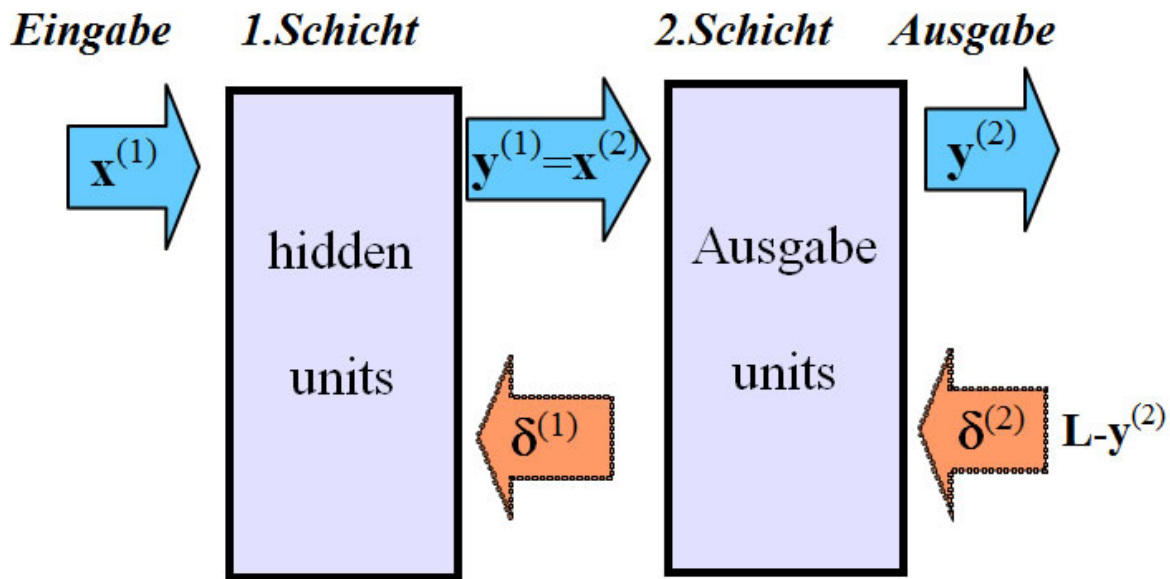 Eingabe 1.Schicht 2.Schicht Ausgabe
x⁽¹⁾ y⁽¹⁾=x⁽²⁾ y⁽²⁾
hidden Ausgabe
units units
δ⁽¹⁾ δ⁽²⁾ L-y⁽²⁾